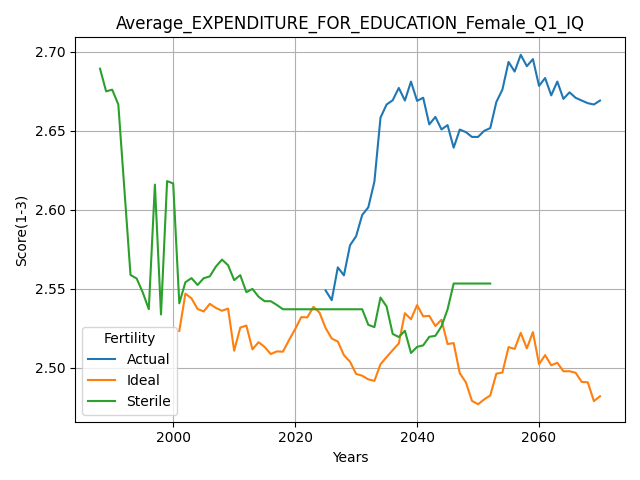 Average_EXPENDITURE_FOR_EDUCATION_Female_Q1_IQ
2.70
2.65
2.60
2.55
2.50
Score(1-3)
Fertility
Actual
Ideal
Sterile
2000
2020
2040
2060
Years